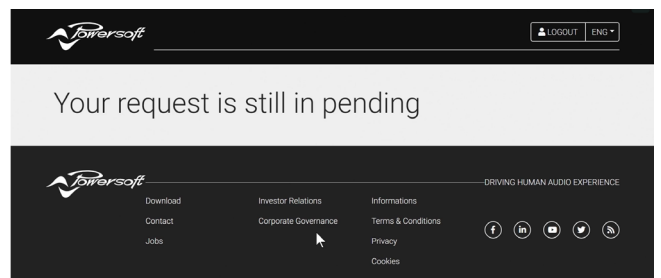 Powersoft
LOGOUT ENG
Your request is still in pending
Powersoft
DRIVING HUMAN AUDIO EXPERIENCE
Download Investor Relations Informations
Contact Corporate Governance Terms & Conditions
Jobs Privacy
Cookies